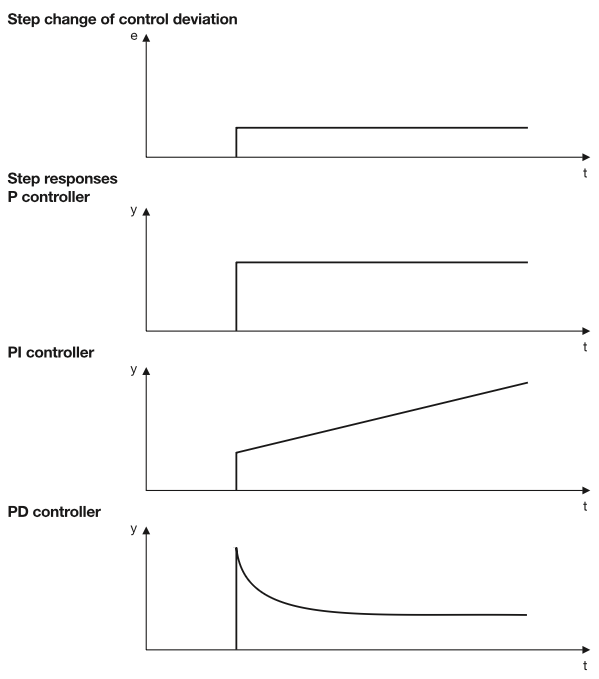 Step change of control deviation
e
t
Step responses
P controller
y
t
PI controller
y
t
PD controller
y
t